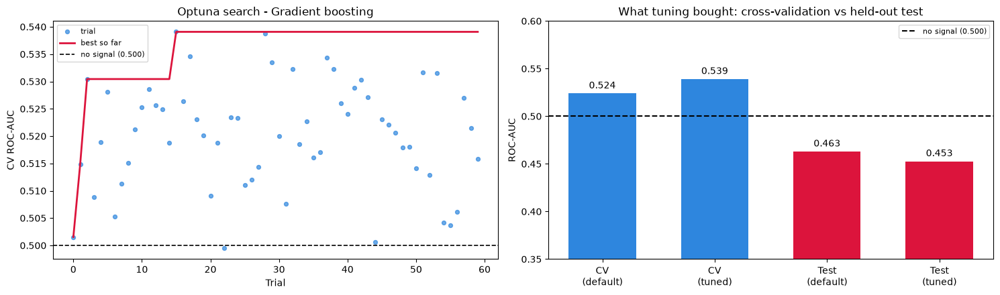 Optuna search - Gradient boosting
0.540
0.535
0.530
0.525
0.520
0.515
0.510
0.505
0.500
CV ROC-AUC
trial
best so far
no signal (0.500)
0
10
20
30
40
50
60
Trial
What tuning bought: cross-validation vs held-out test
0.60
0.55
0.50
0.45
0.40
0.35
ROC-AUC
no signal (0.500)
0.524
0.539
0.463
0.453
CV
(default)
CV
(tuned)
Test
(default)
Test
(tuned)